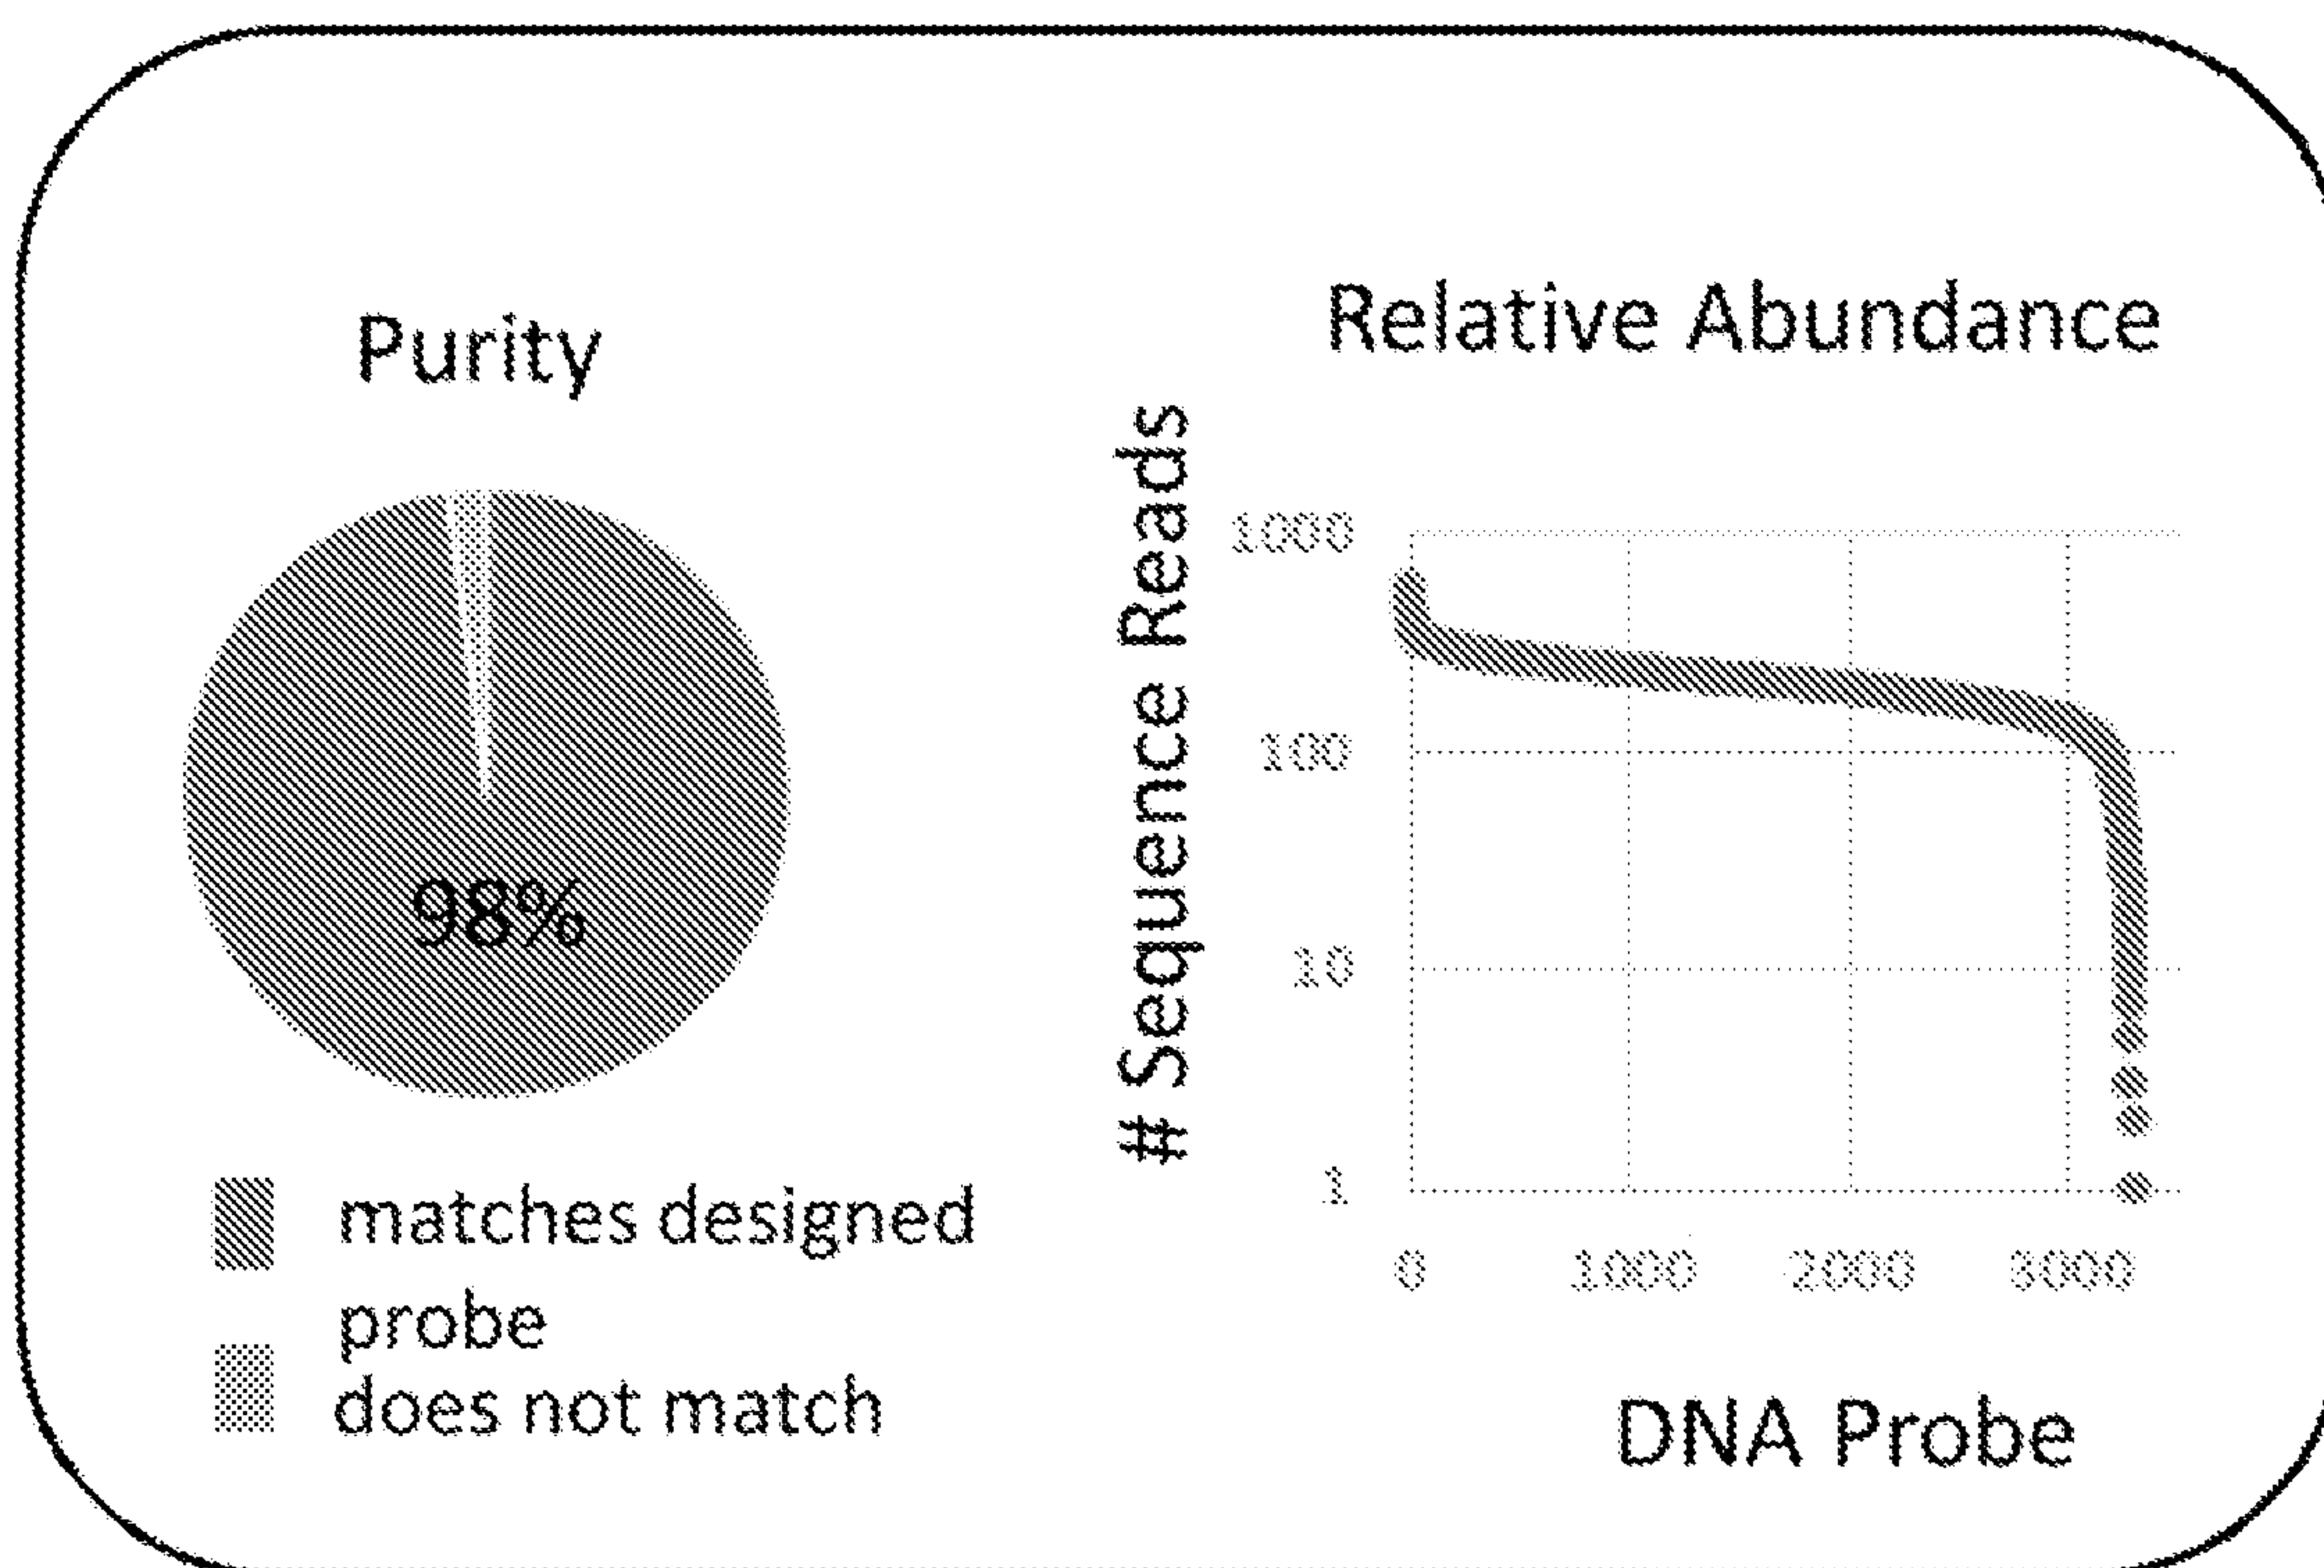 Purity
98%
matches designed
probe
does not match
Relative Abundance
# Sequence Reads
1000
100
10
1
0 1000 2000 3000
DNA Probe